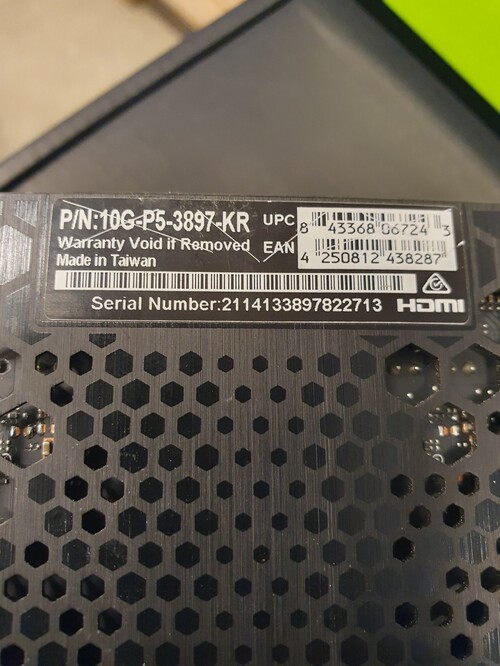 P/N:10G-P5-3897-KR
UPC
8 43368 06724 3
Warranty Void if Removed
EAN
4 250812 438287
Made in Taiwan
Serial Number:2114133897822713
HDMI